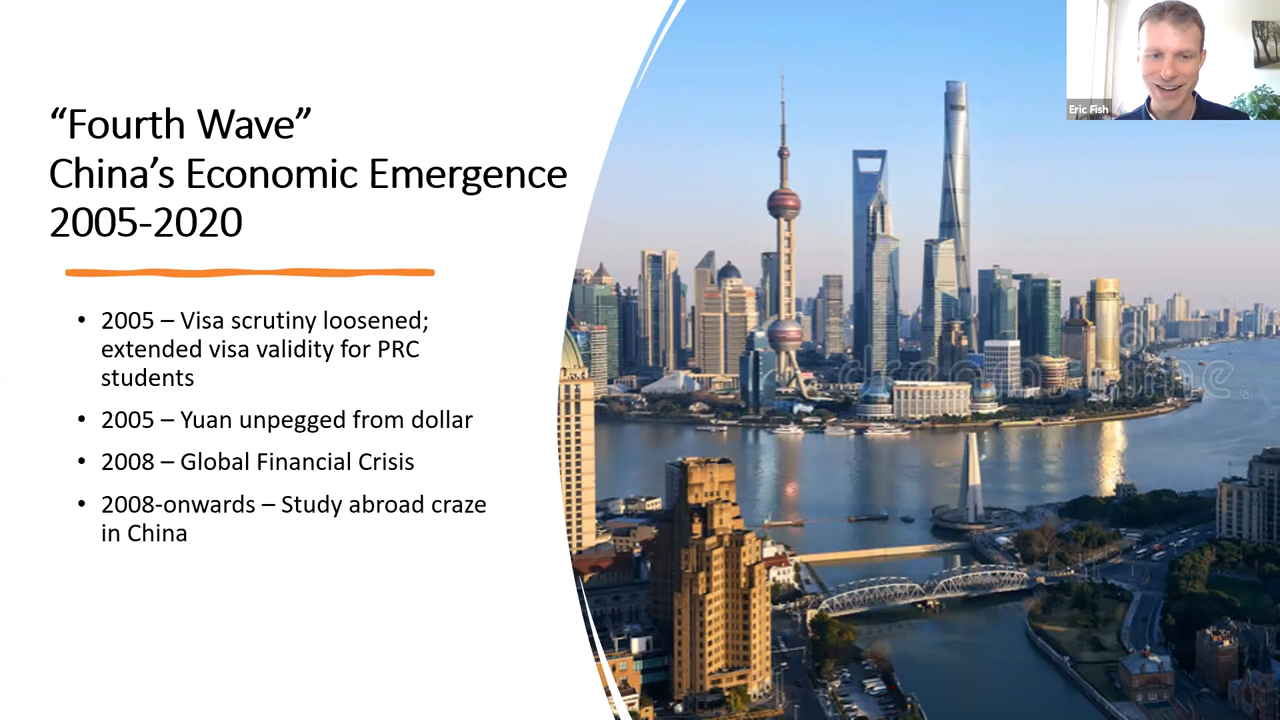 “Fourth Wave”
China’s Economic Emergence
2005-2020
• 2005 – Visa scrutiny loosened;
extended visa validity for PRC
students
• 2005 – Yuan unpegged from dollar
• 2008 – Global Financial Crisis
• 2008-onwards – Study abroad craze
in China
Eric Fish
dreamstime